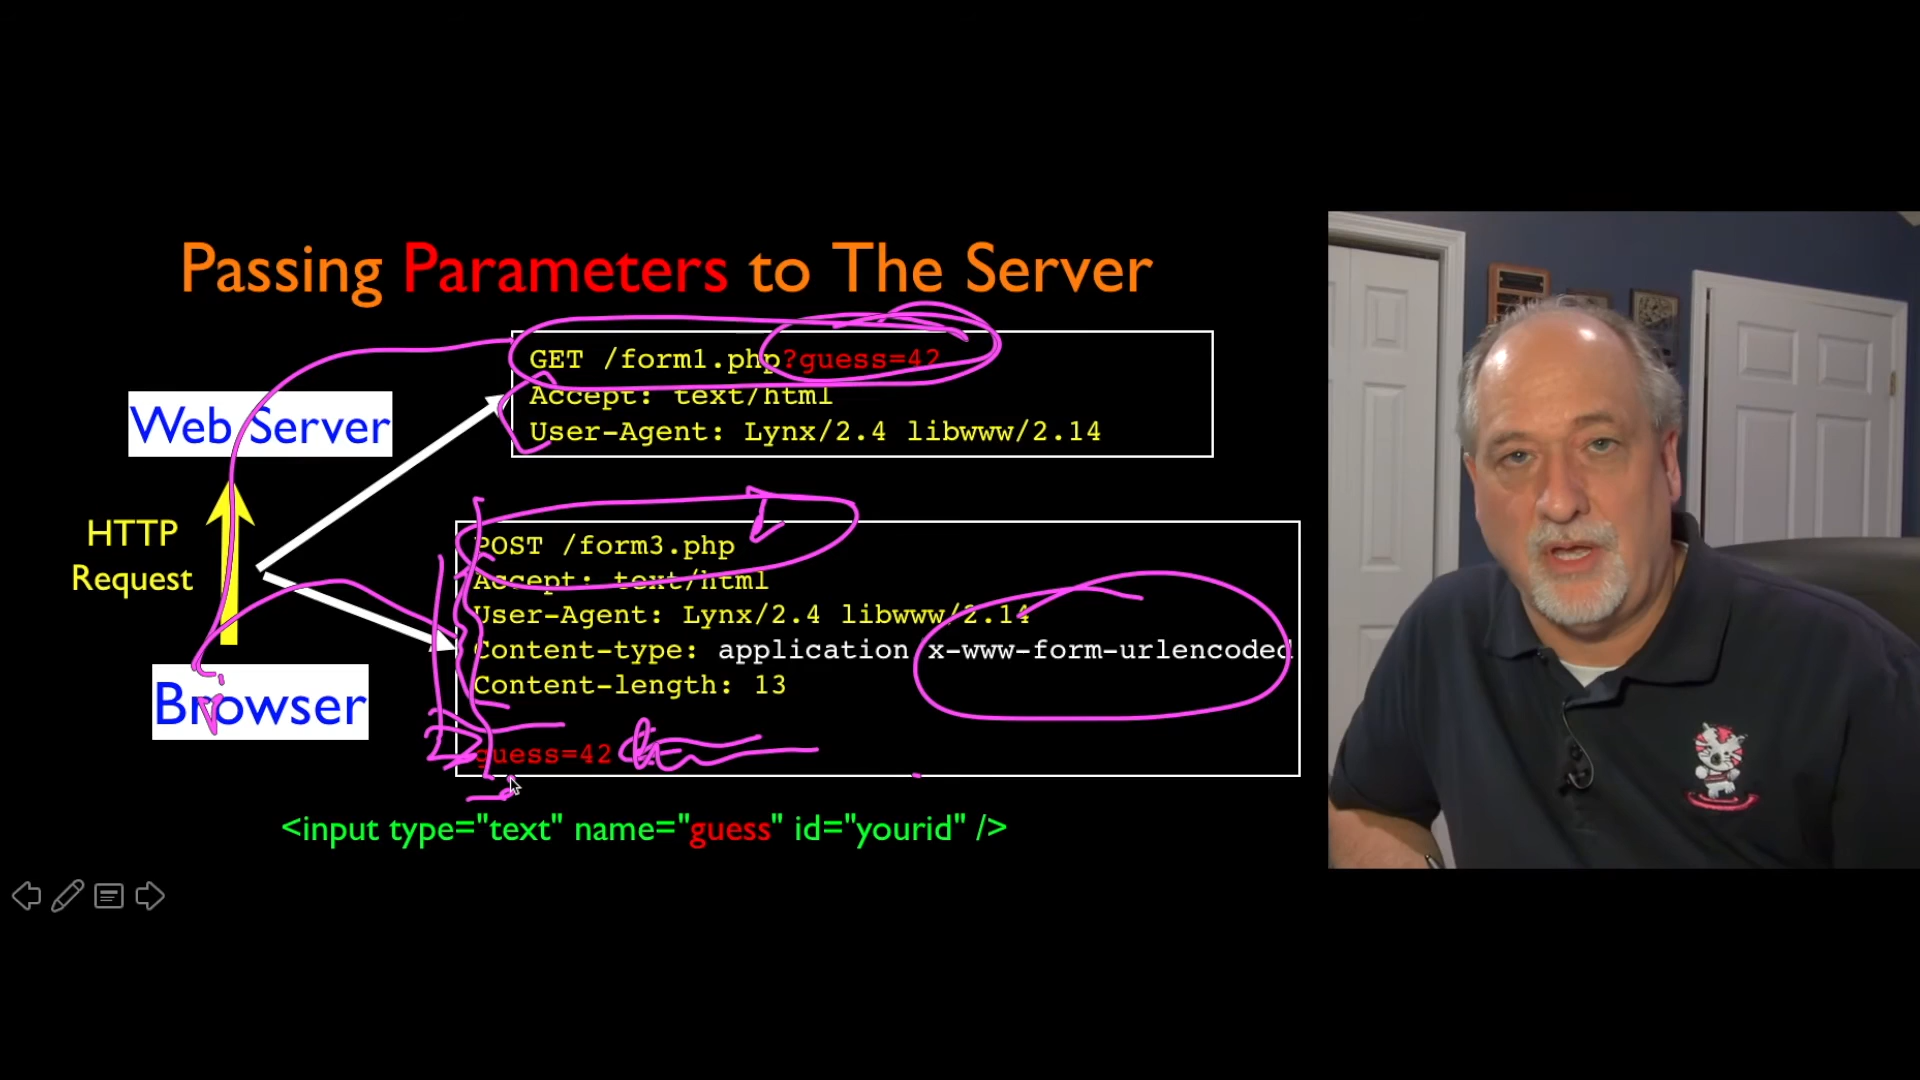 Passing Parameters to The Server
GET /form1.php?guess=42
Accept: text/html
User-Agent: Lynx/2.4 libwww/2.14
Web Server
HTTP
Request
Browser
POST /form3.php
Accept: text/html
User-Agent: Lynx/2.4 libwww/2.14
Content-type: application x-www-form-urlencoded
Content-length: 13
guess=42
<input type="text" name="guess" id="yourid" />